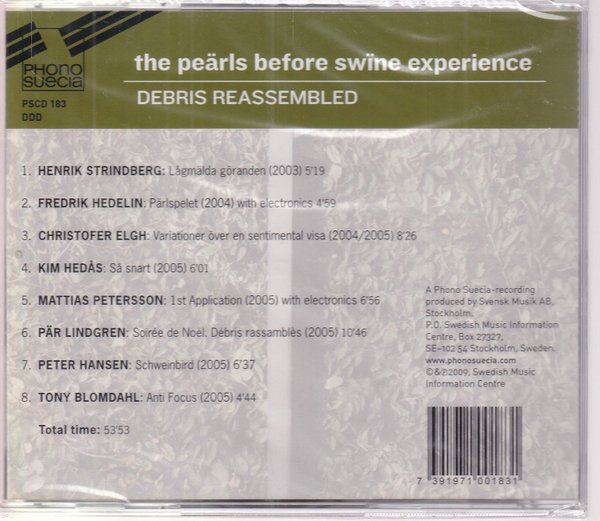 PHONO
suecia
PSCD 183
DDD
the peärls before swïne experience
DEBRIS REASSEMBLED
1. HENRIK STRINDBERG: Lågmälda göranden (2003) 5'19
2. FREDRIK HEDELIN: Pärlspelet (2004) with electronics 4'59
3. CHRISTOFER ELGH: Variationer över en sentimental visa (2004/2005) 8'26
4. KIM HEDÅS: Så snart (2005) 6'01
5. MATTIAS PETERSSON: 1st Application (2005) with electronics 6'56
6. PÄR LINDGREN: Soirée de Noël. Débris rassamblès (2005) 10'46
7. PETER HANSEN: Schweinbird (2005) 6'37
8. TONY BLOMDAHL: Anti Focus (2005) 4'44
Total time: 53'53
A Phono Suecia-recording
produced by Svensk Musik AB,
Stockholm.
P.O. Swedish Music Information
Centre, Box 27327,
SE–102 54 Stockholm, Sweden.
www.phonosuecia.com
©&℗2009, Swedish Music
Information Centre
7 391971 001831